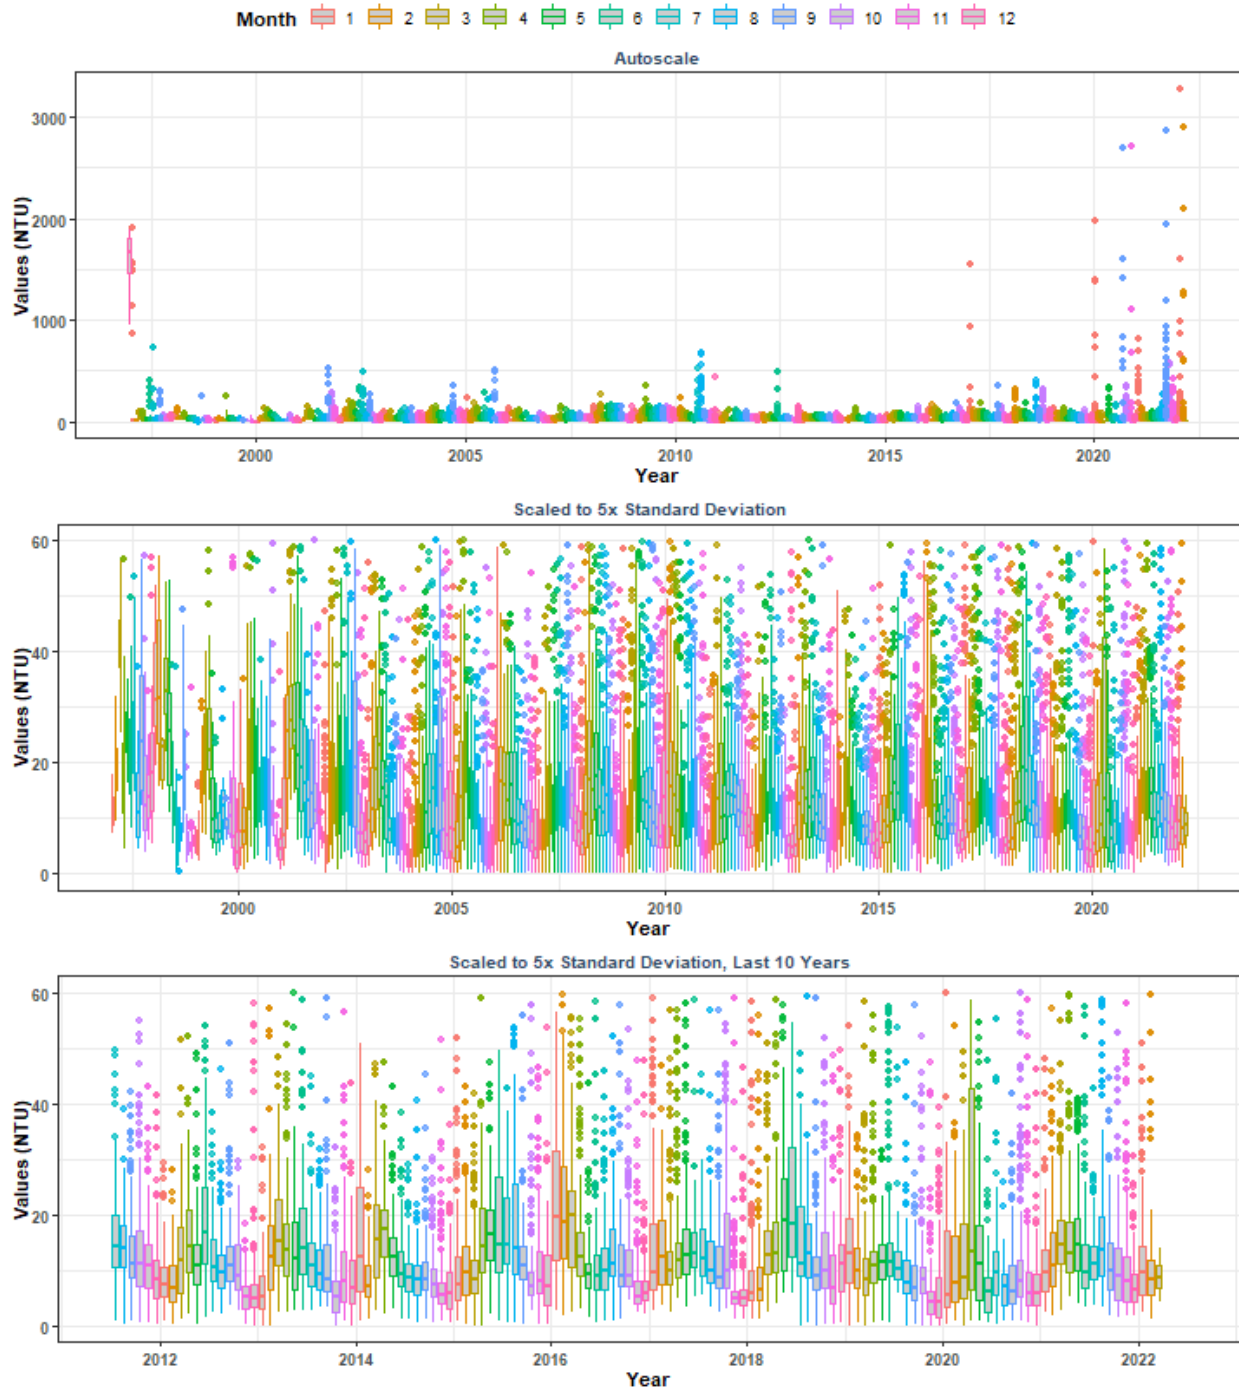 Month 1 2 3 4 5 6 7 8 9 10 11 12
Autoscale
Values (NTU)
3000
2000
1000
0
2000 2005 2010 2015 2020
Year
Scaled to 5x Standard Deviation
Values (NTU)
60
40
20
0
2000 2005 2010 2015 2020
Year
Scaled to 5x Standard Deviation, Last 10 Years
Values (NTU)
60
40
20
0
2012 2014 2016 2018 2020 2022
Year